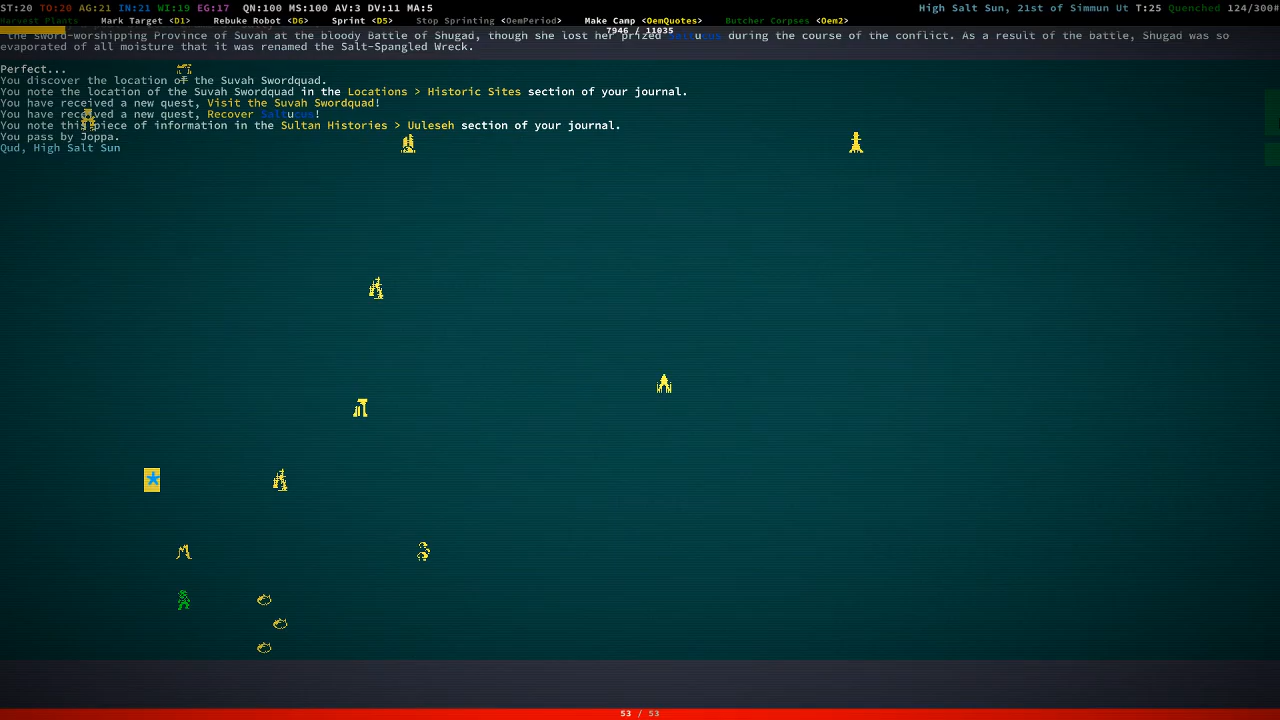 ST:20 TO:20 AG:21 IN:21 WI:19 EG:17 QN:100 MS:100 AV:3 DV:11 MA:5 High Salt Sun, 21st of Simmun Ut T:25 Quenched 124/300#
Harvest Plants Mark Target <D1> Rebuke Robot <D6> Sprint <D5> Stop Sprinting <OemPeriod> Make Camp <OemQuotes> Butcher Corpses <Oem2>
7946 / 11035
the sword-worshipping Province of Suvah at the bloody Battle of Shugad, though she lost her prized Saltucus during the course of the conflict. As a result of the battle, Shugad was so
evaporated of all moisture that it was renamed the Salt-Spangled Wreck.
Perfect...
You discover the location of the Suvah Swordquad.
You note the location of the Suvah Swordquad in the Locations > Historic Sites section of your journal.
You have received a new quest, Visit the Suvah Swordquad!
You have received a new quest, Recover Saltucus!
You note this piece of information in the Sultan Histories > Uuleseh section of your journal.
You pass by Joppa.
Qud, High Salt Sun
53 / 53